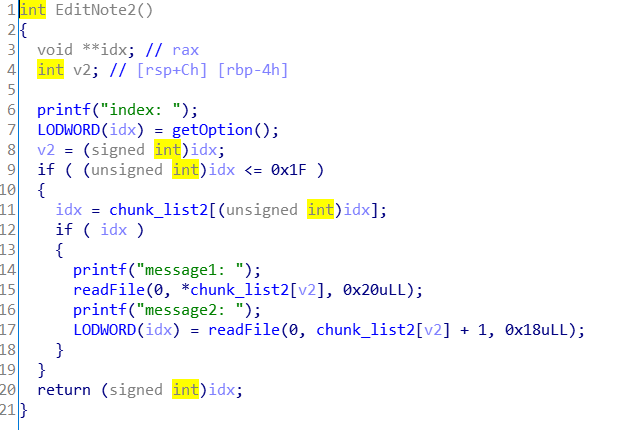 1 int EditNote2()
2 {
3   void **idx; // rax
4   int v2; // [rsp+Ch] [rbp-4h]
5
6   printf("index: ");
7   LODWORD(idx) = getOption();
8   v2 = (signed int)idx;
9   if ( (unsigned int)idx <= 0x1F )
10   {
11     idx = chunk_list2[(unsigned int)idx];
12     if ( idx )
13     {
14       printf("message1: ");
15       readFile(0, *chunk_list2[v2], 0x20uLL);
16       printf("message2: ");
17       LODWORD(idx) = readFile(0, chunk_list2[v2] + 1, 0x18uLL);
18     }
19   }
20   return (signed int)idx;
21 }